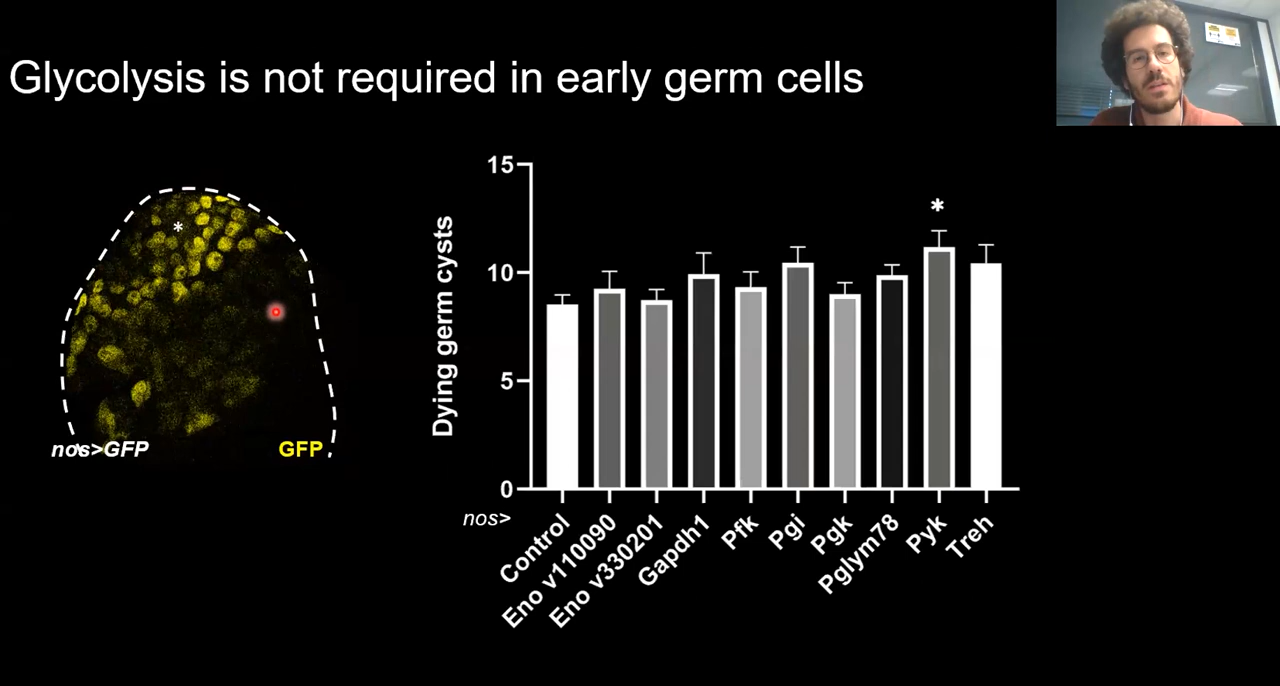 Glycolysis is not required in early germ cells
*
nos>GFP
GFP
Dying germ cysts
15
10
5
0
*
nos>
Control
Eno v110090
Eno v330201
Gapdh1
Pfk
Pgi
Pgk
Pglym78
Pyk
Treh